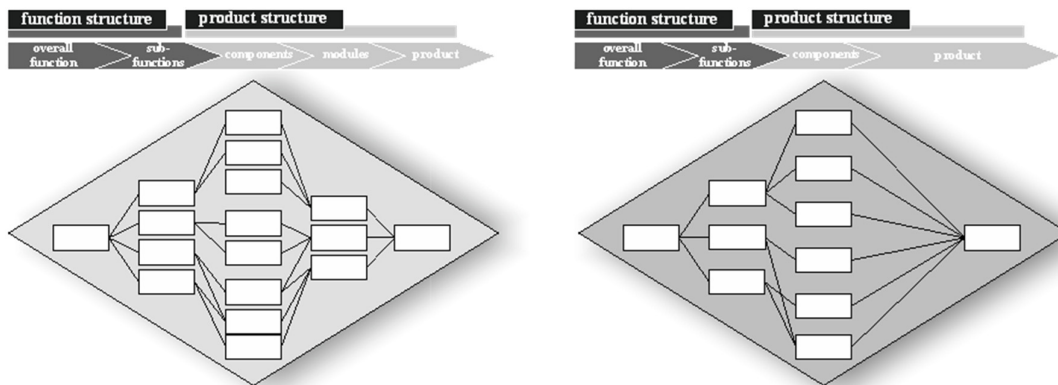 function structure
product structure
overall
function
sub-
functions
components
modules
product
function structure
product structure
overall
function
sub-
functions
components
product